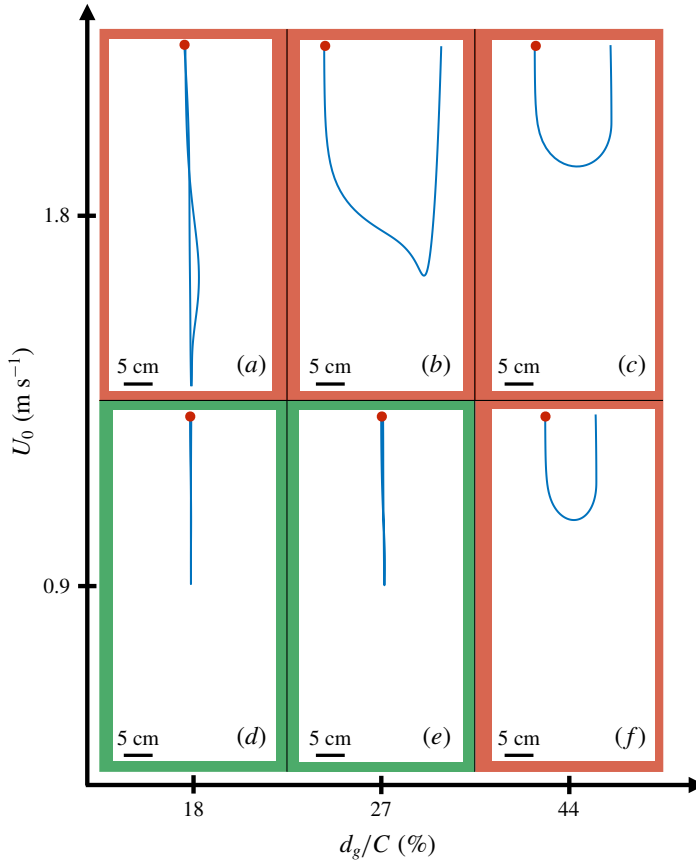 1.8
5 cm (a)
5 cm (b)
5 cm (c)
U₀ (m s⁻¹)
0.9
5 cm (d)
5 cm (e)
5 cm (f)
18 27 44
d_g/C (%)